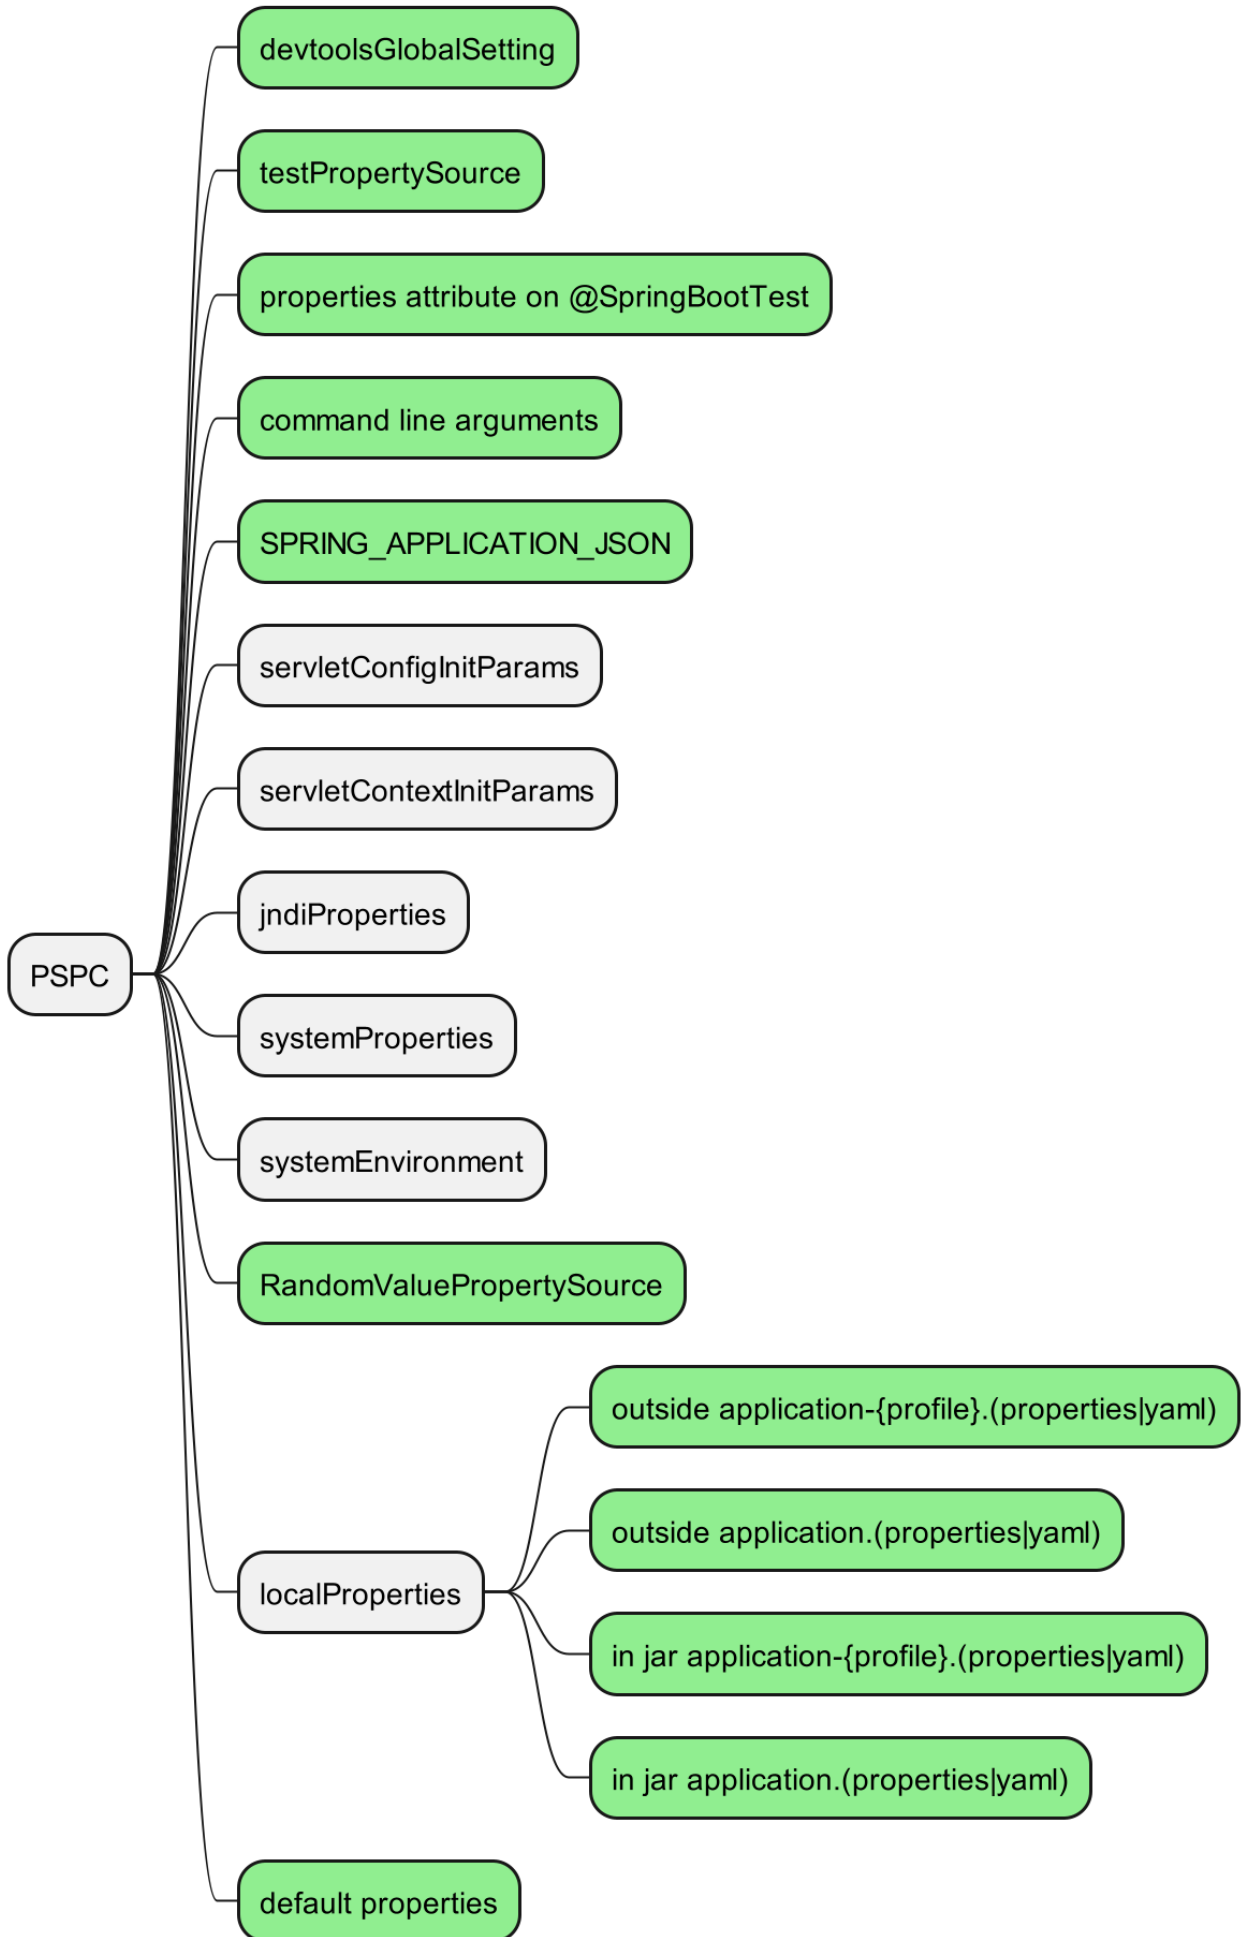 devtoolsGlobalSetting
testPropertySource
properties attribute on @SpringBootTest
command line arguments
SPRING_APPLICATION_JSON
servletConfigInitParams
servletContextInitParams
jndiProperties
PSPC
systemProperties
systemEnvironment
RandomValuePropertySource
outside application-{profile}.(properties|yaml)
outside application.(properties|yaml)
localProperties
in jar application-{profile}.(properties|yaml)
in jar application.(properties|yaml)
default properties